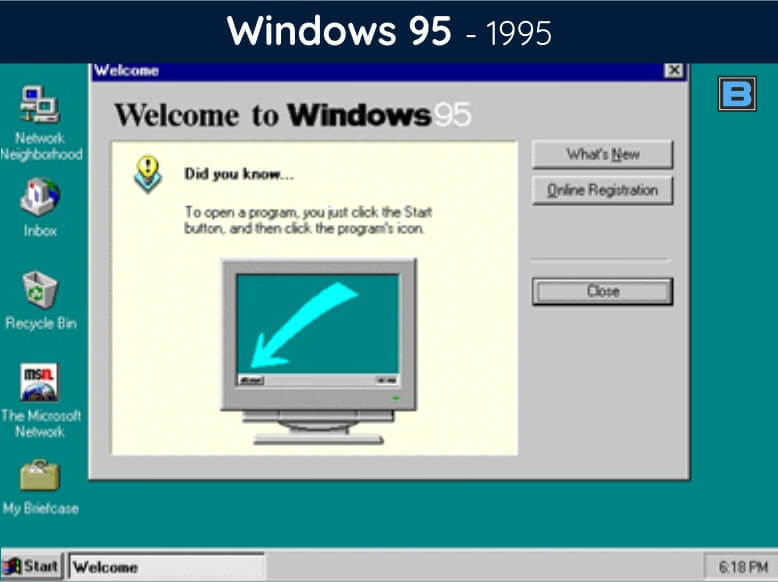 Windows 95 - 1995
Welcome
Welcome to Windows 95
B
Network
Neighborhood
Inbox
Recycle Bin
msn.
The Microsoft
Network
My Briefcase
Did you know...
To open a program, you just click the Start
button, and then click the program's icon.
What's New
Online Registration
Close
Start
Welcome
6:18 PM